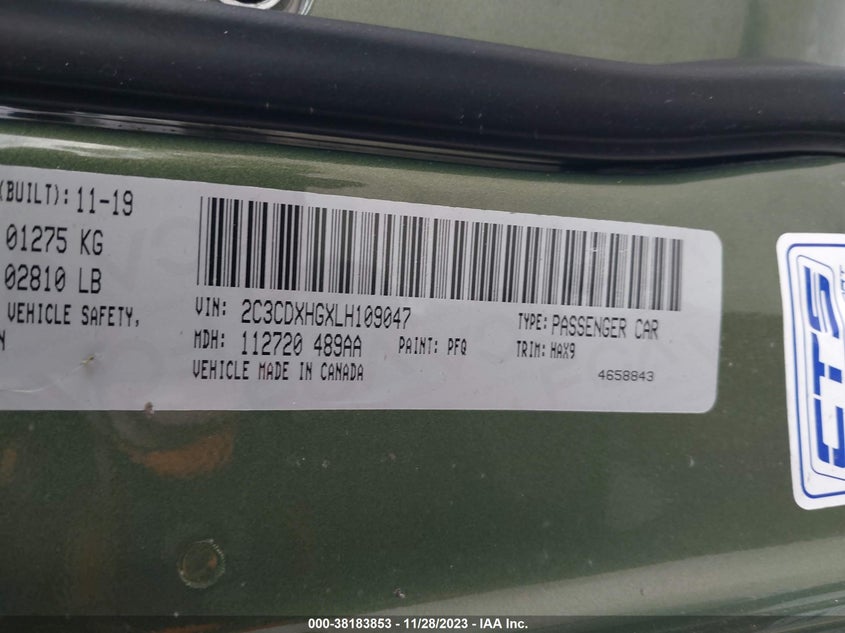 (BUILT): 11-19
01275 KG
02810 LB
VEHICLE SAFETY,
N
VIN: 2C3CDXHGXLH109047
TYPE: PASSENGER CAR
MDH: 112720 489AA
PAINT: PFQ
TRIM: HAX9
VEHICLE MADE IN CANADA
4658843
CTS
000-38183853 - 11/28/2023 - IAA Inc.